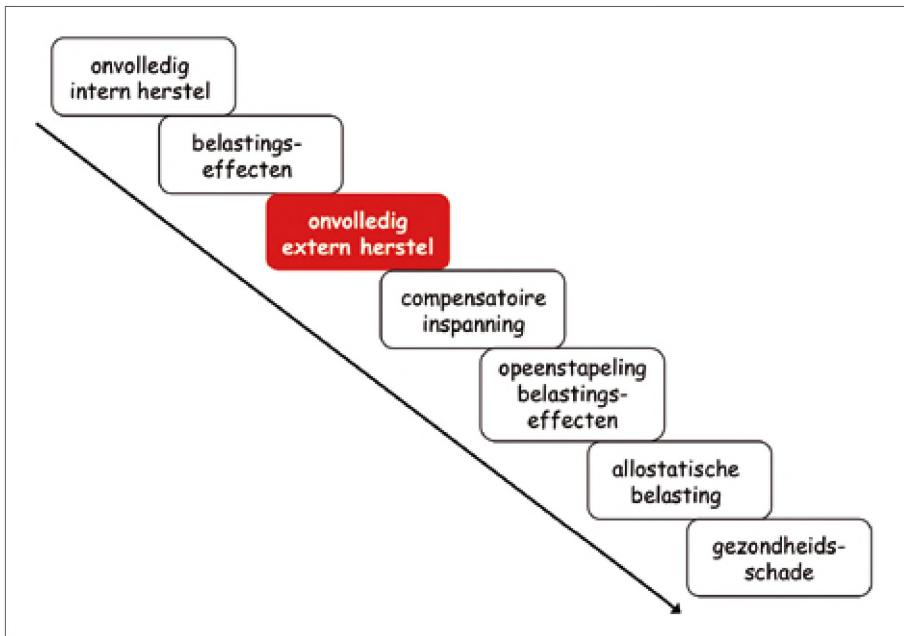 onvolledig
intern herstel
belastings-
effecten
onvolledig
extern herstel
compensatoire
inspanning
opeenstapeling
belastings-
effecten
allostatische
belasting
gezondheids-
schade